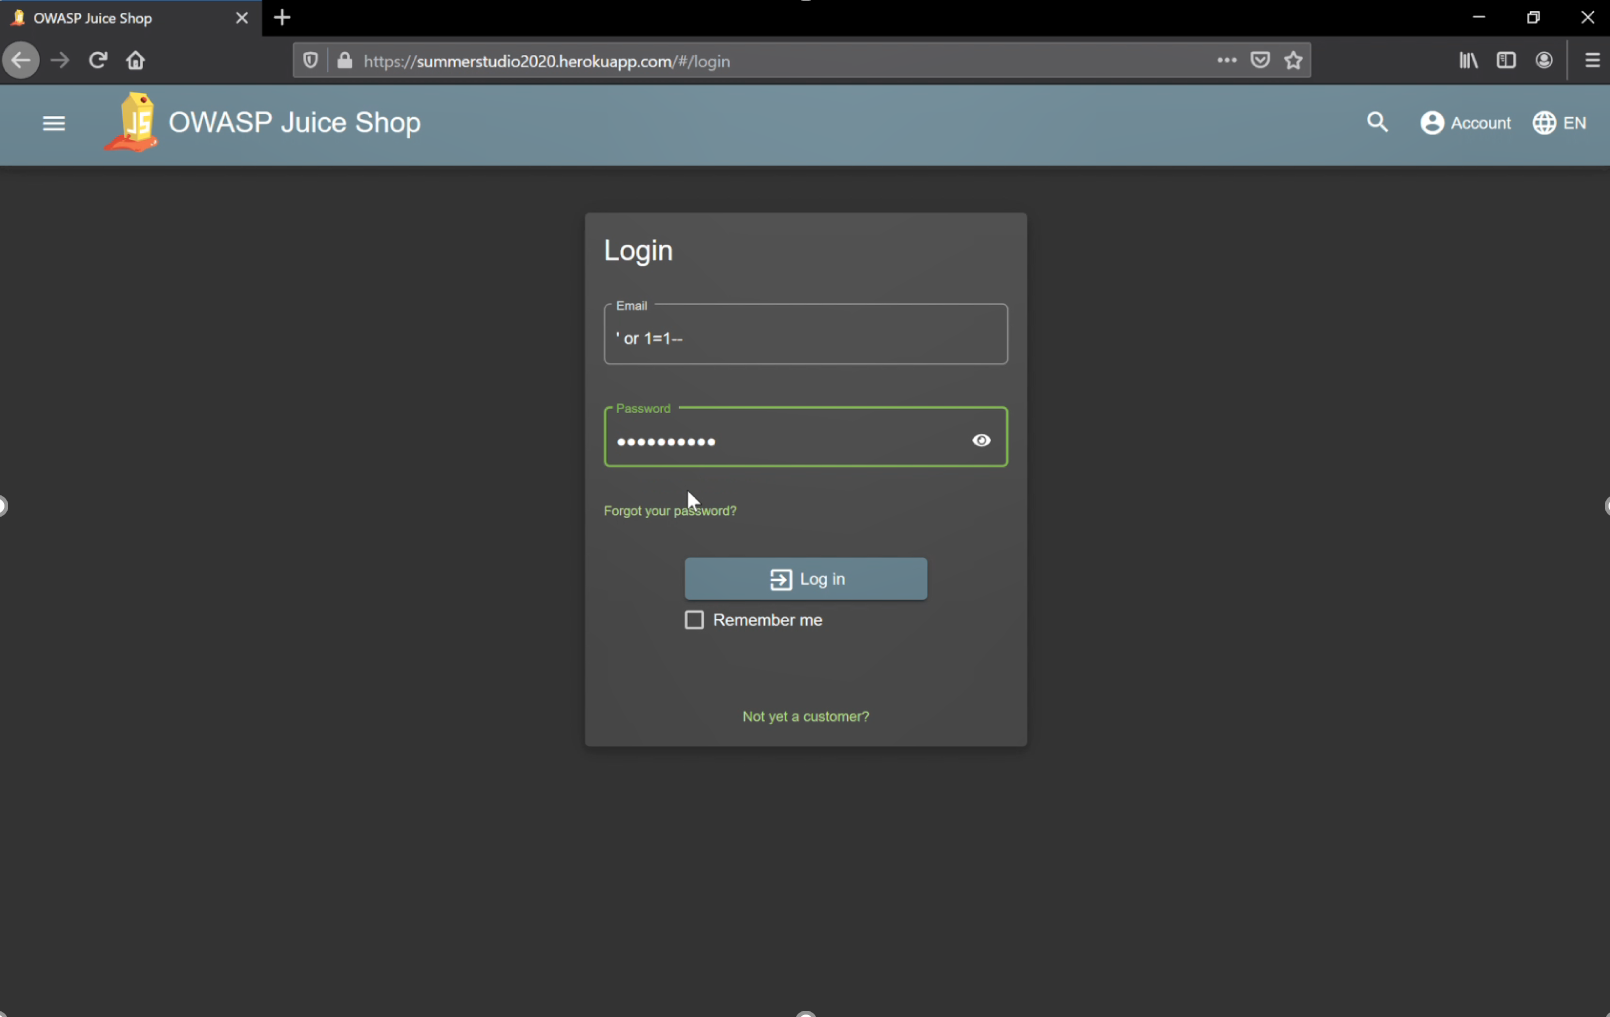 OWASP Juice Shop
https://summerstudio2020.herokuapp.com/#/login
JS
OWASP Juice Shop
Account
EN
Login
Email
' or 1=1--
Password
••••••••••
Forgot your password?
Log in
Remember me
Not yet a customer?